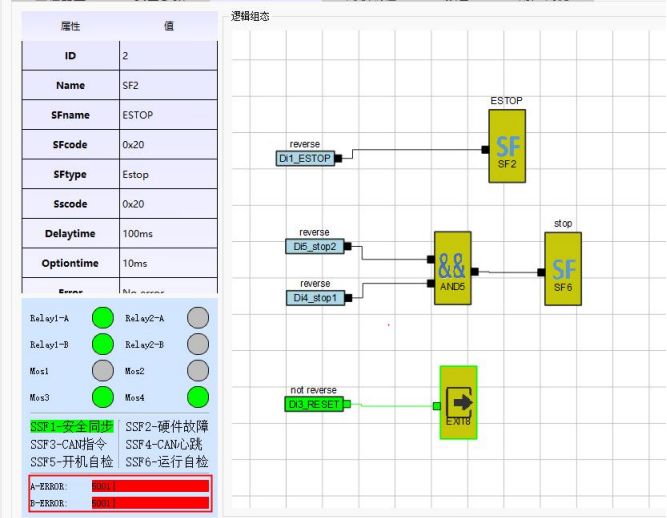 逻辑组态
属性 值
ID 2
Name SF2
SFname ESTOP
SFcode 0x20
SFtype Estop
Sscode 0x20
Delaytime 100ms
Optiontime 10ms
Error No error
Relay1-A Relay2-A
Relay1-B Relay2-B
Mos1 Mos2
Mos3 Mos4
SSF1-安全同步 SSF2-硬件故障
SSF3-CAN指令 SSF4-CAN心跳
SSF5-开机自检 SSF6-运行自检
A-ERROR: 5001
B-ERROR: 5001
ESTOP
reverse
Di1_ESTOP
SF
SF2
reverse
Di5_stop2
reverse
Di4_stop1
&&
AND5
stop
SF
SF6
not reverse
Di3_RESET
EXIT8